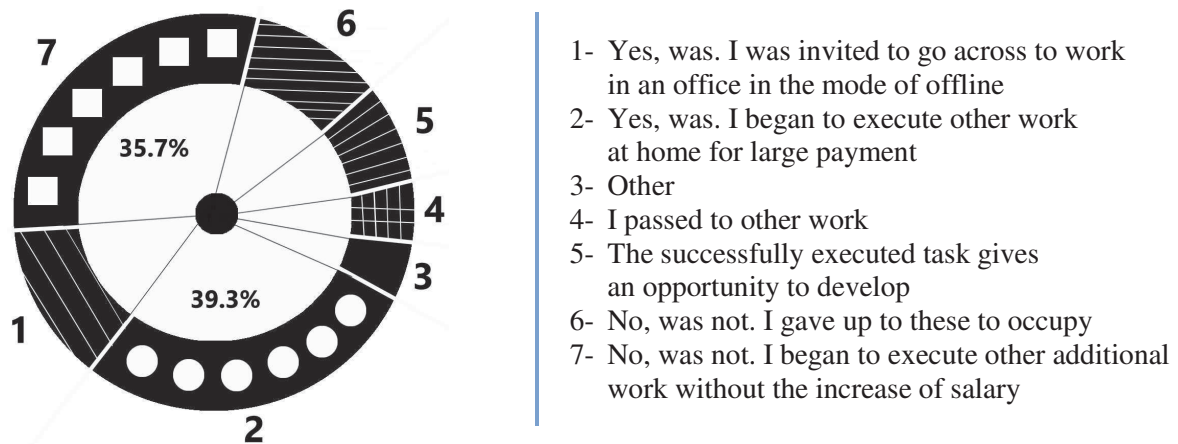 6
7
5
35.7%
4
3
39.3%
1
2
1- Yes, was. I was invited to go across to work
in an office in the mode of offline
2- Yes, was. I began to execute other work
at home for large payment
3- Other
4- I passed to other work
5- The successfully executed task gives
an opportunity to develop
6- No, was not. I gave up to these to occupy
7- No, was not. I began to execute other additional
work without the increase of salary